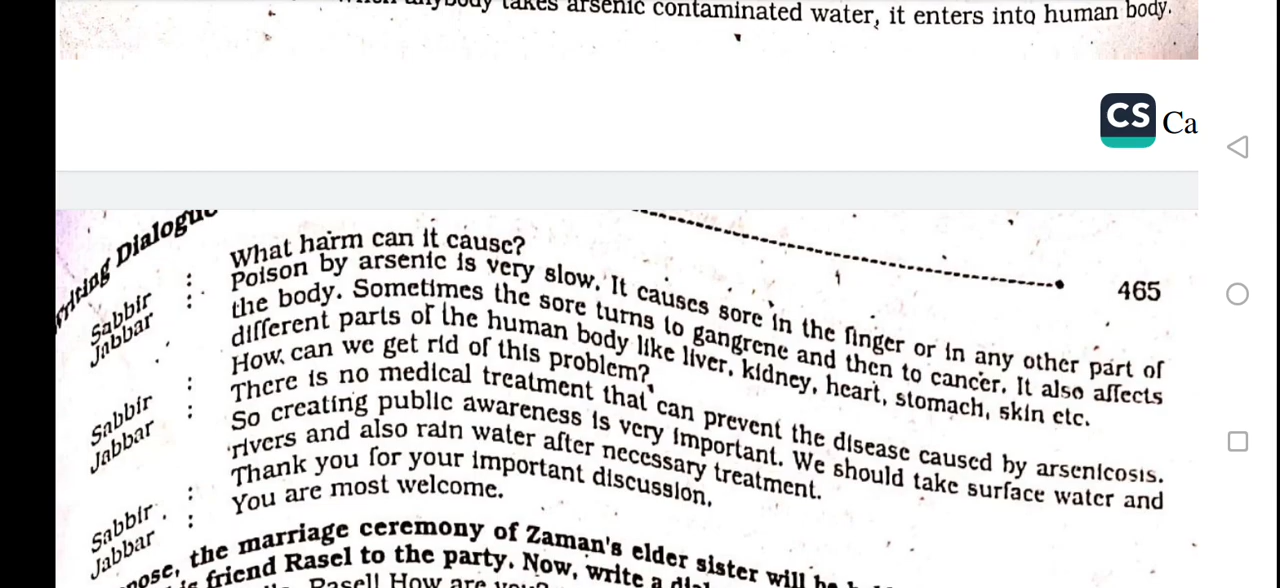 takes arsenic contaminated water, it enters into human body.
CS Ca
Writing Dialogue 465
Sabbir : What harm can it cause?
Jabbar : Poison by arsenic is very slow. It causes sore in the finger or in any other part of
the body. Sometimes the sore turns to gangrene and then to cancer. It also affects
different parts of the human body like liver, kidney, heart, stomach, skin etc.
Sabbir : How can we get rid of this problem?
Jabbar : There is no medical treatment that can prevent the disease caused by arsenicosis.
So creating public awareness is very important. We should take surface water and
rivers and also rain water after necessary treatment.
Sabbir : Thank you for your important discussion.
Jabbar : You are most welcome.
the marriage ceremony of Zaman's elder sister will be
friend Rasel to the party. Now, write a
Rasel! How are you?